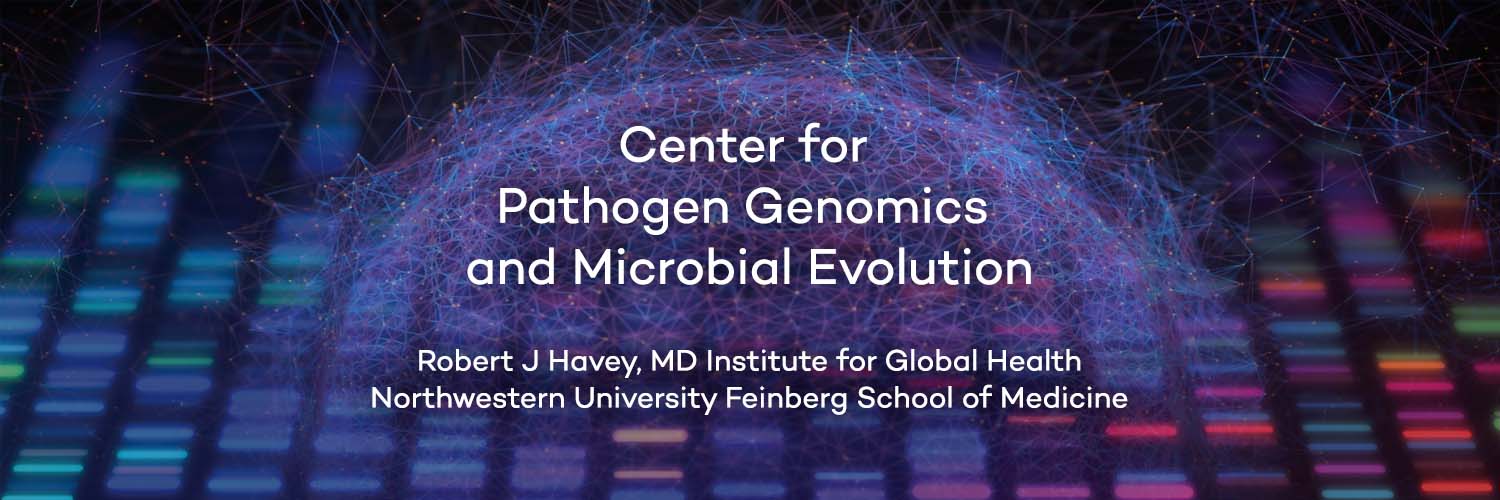 Center for
Pathogen Genomics
and Microbial Evolution
Robert J Havey, MD Institute for Global Health
Northwestern University Feinberg School of Medicine